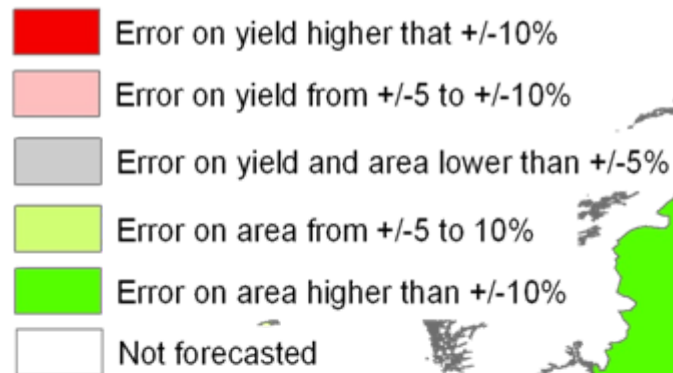 Error on yield higher that +/-10%
Error on yield from +/-5 to +/-10%
Error on yield and area lower than +/-5%
Error on area from +/-5 to 10%
Error on area higher than +/-10%
Not forecasted